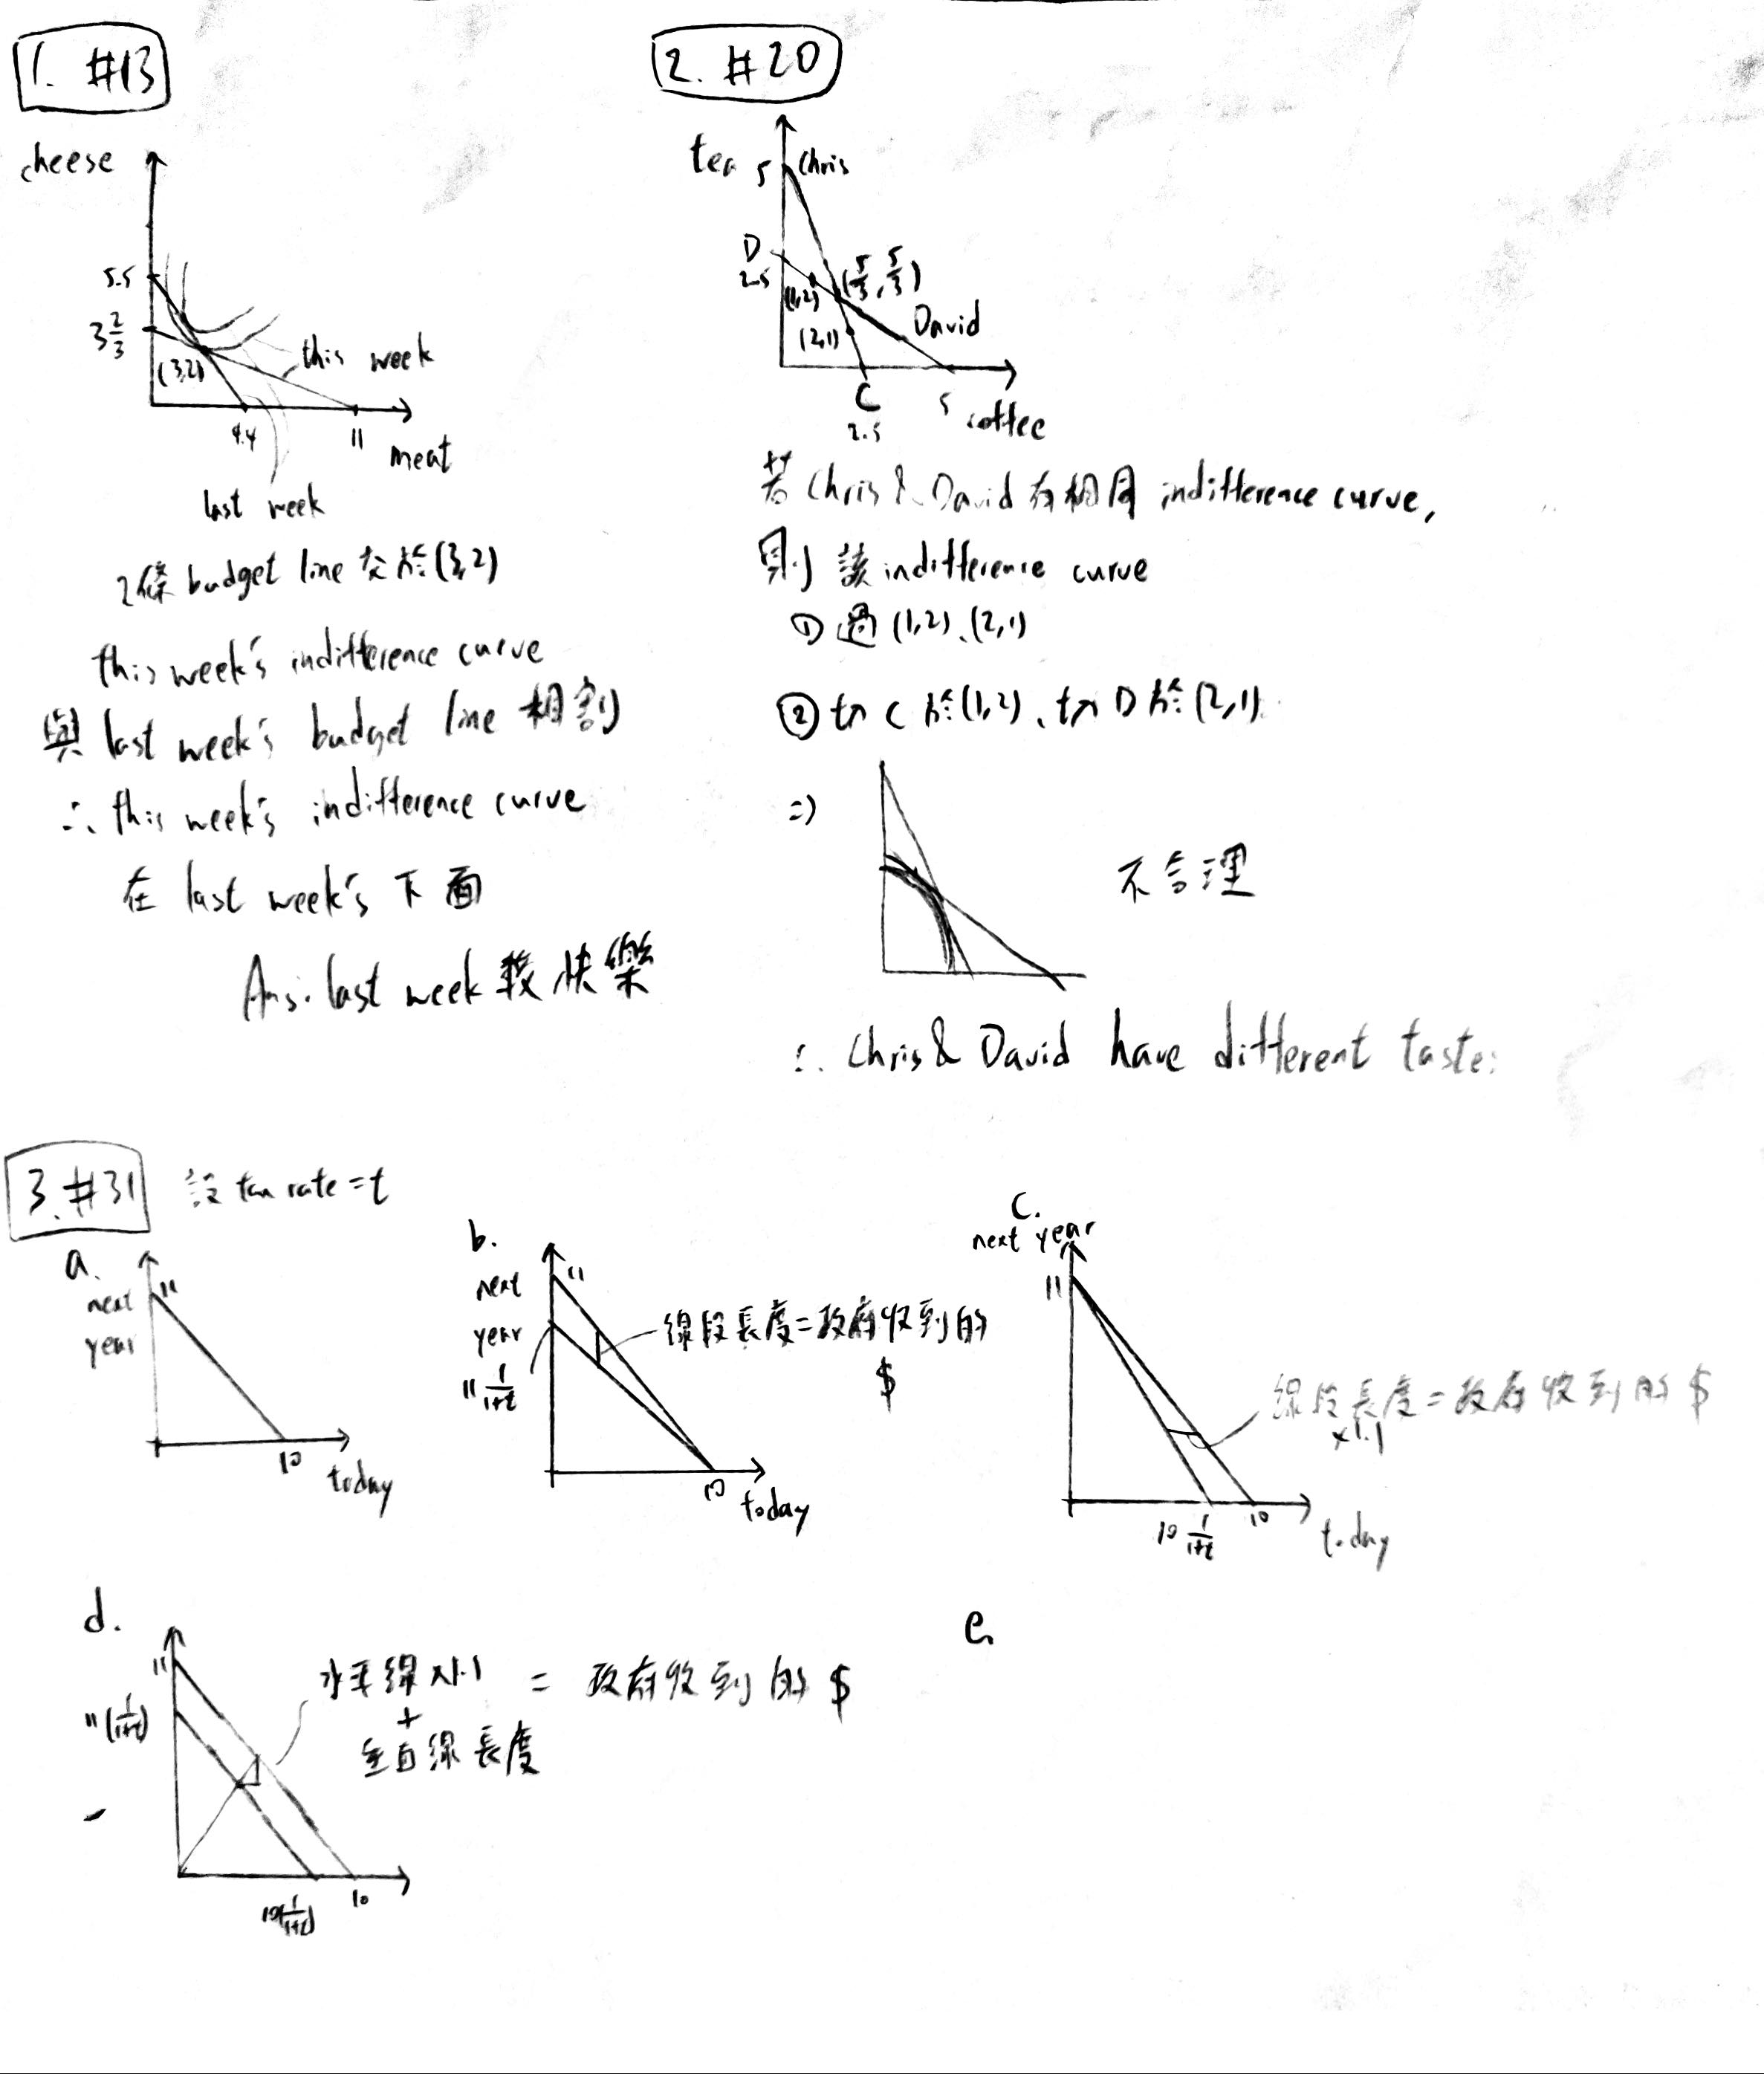 1. #13
cheese
5.5
3 2/3
(3,2)
this week
4.4
11
meat
last week
2條 budget line 交於(3,2)
this week's indifference curve
與 last week's budget line 相割
∴ this week's indifference curve
在 last week's 下面
Ans: last week 較快樂
2. #20
tea
5
Chris
D
2.5
(1,2)
(5/3, 5/3)
(2,1)
David
C
2.5
5
coffee
若 Chris & David 有相同 indifference curve,
則 該 indifference curve
① 過 (1,2)、(2,1)
② 切 C 於(1,2)、切 D 於(2,1)
⇒
不合理
∴ Chris & David have different tastes
3. #31
設 tax rate = t
a.
next
year
11
10
today
b.
next
year
11
11 1/1+t
線段長度=政府收到的
$
10
today
c.
next year
11
線段長度=政府收到的 $
×1.1
10 1/1+t
10
today
d.
11
11(1/1+t)
水平線×1.1 = 政府收到的 $
+
垂直線長度
10(1/1+t)
10
e.